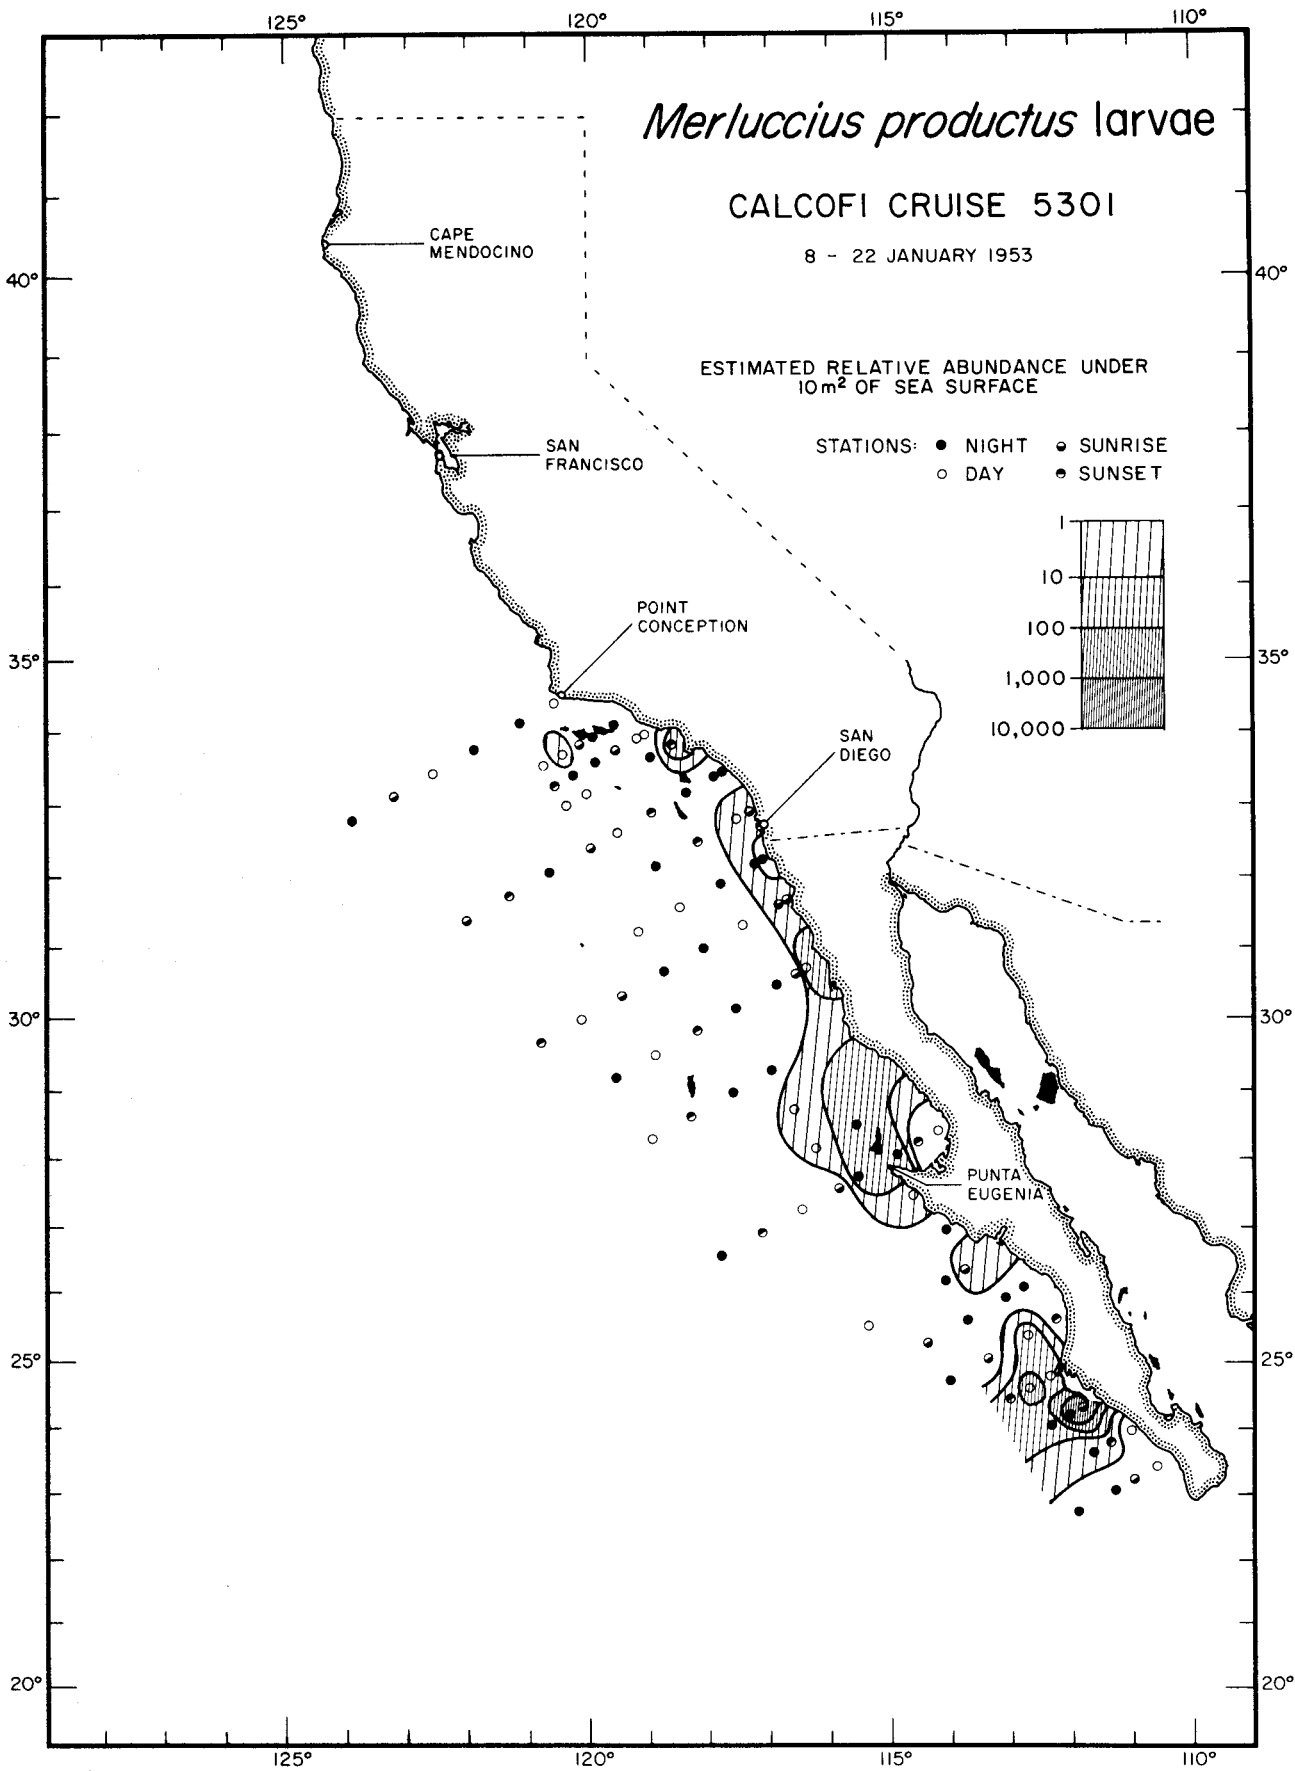 125° 120° 115° 110°
Merluccius productus larvae
CALCOFI CRUISE 5301
8 - 22 JANUARY 1953
CAPE
MENDOCINO
40° 40°
ESTIMATED RELATIVE ABUNDANCE UNDER
10m² OF SEA SURFACE
STATIONS: ● NIGHT SUNRISE
○ DAY SUNSET
SAN
FRANCISCO
1
10
100
1,000
10,000
POINT
CONCEPTION
35° 35°
SAN
DIEGO
30° 30°
PUNTA
EUGENIA
25° 25°
20° 20°
125° 120° 115° 110°